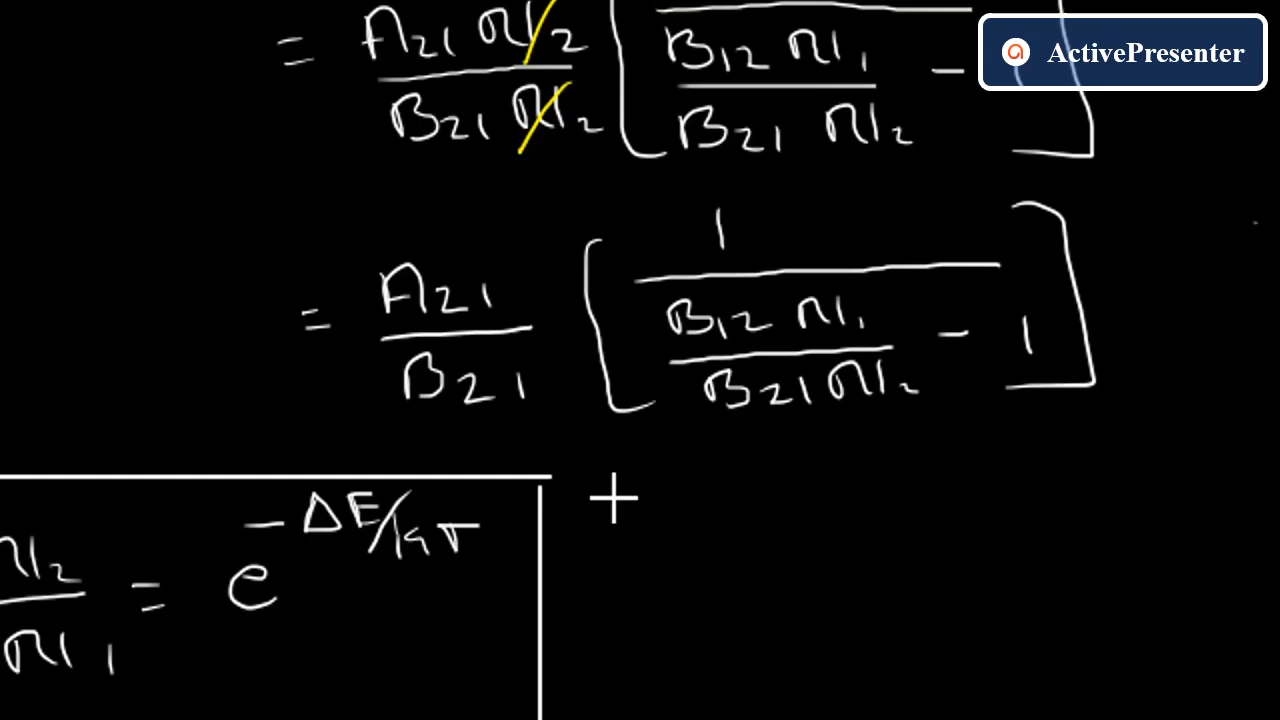 ActivePresenter
= A21 N2 / B21 N2 [ / B12 N1 / B21 N2 - ]
= A21 / B21 [ 1 / B12 N1 / B21 N2 - 1 ]
N2 / N1 = e^-ΔE/kT
+